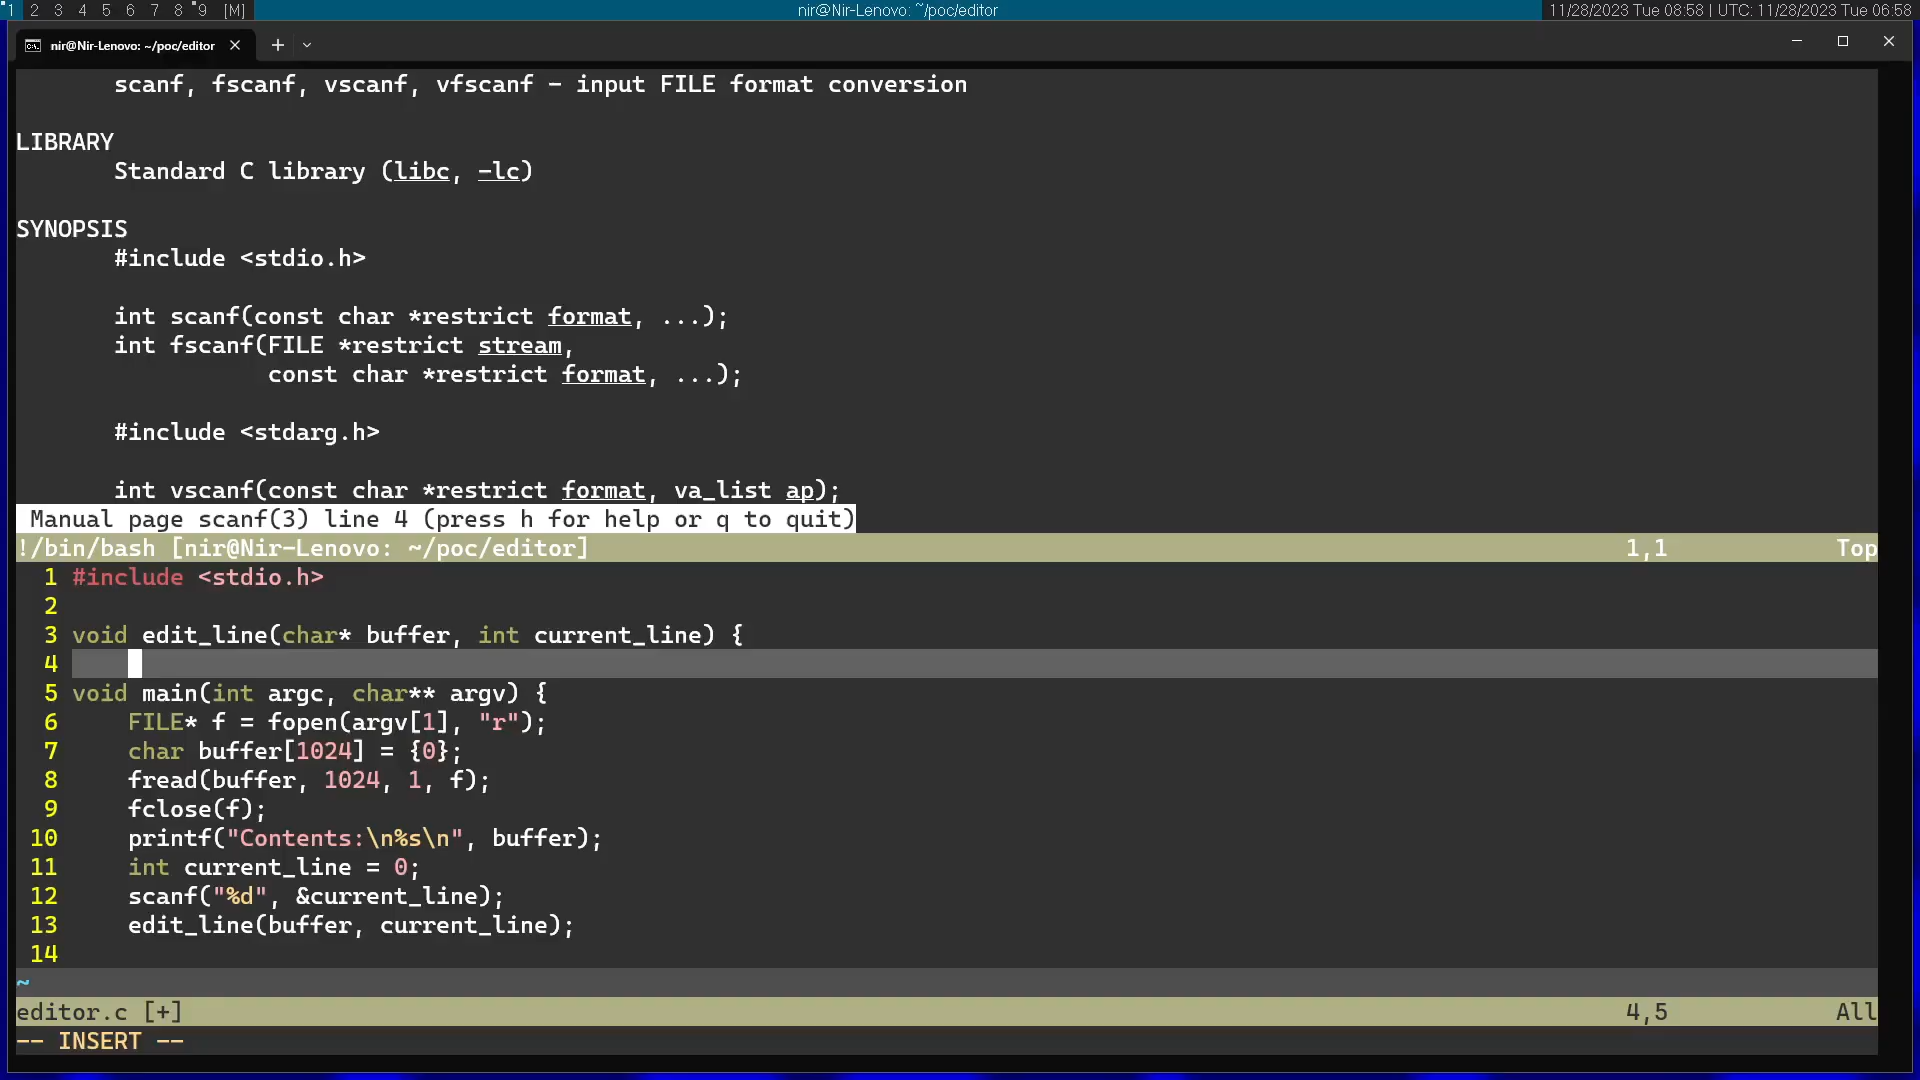 1 2 3 4 5 6 7 8 9 [M] nir@Nir-Lenovo: ~/poc/editor 11/28/2023 Tue 08:58 | UTC: 11/28/2023 Tue 06:58
nir@Nir-Lenovo: ~/poc/editor
scanf, fscanf, vscanf, vfscanf - input FILE format conversion
LIBRARY
Standard C library (libc, -lc)
SYNOPSIS
#include <stdio.h>
int scanf(const char *restrict format, ...);
int fscanf(FILE *restrict stream,
const char *restrict format, ...);
#include <stdarg.h>
int vscanf(const char *restrict format, va_list ap);
Manual page scanf(3) line 4 (press h for help or q to quit)
!/bin/bash [nir@Nir-Lenovo: ~/poc/editor] 1,1 Top
1 #include <stdio.h>
2
3 void edit_line(char* buffer, int current_line) {
4
5 void main(int argc, char** argv) {
6 FILE* f = fopen(argv[1], "r");
7 char buffer[1024] = {0};
8 fread(buffer, 1024, 1, f);
9 fclose(f);
10 printf("Contents:\n%s\n", buffer);
11 int current_line = 0;
12 scanf("%d", &current_line);
13 edit_line(buffer, current_line);
14
~
editor.c [+] 4,5 All
-- INSERT --